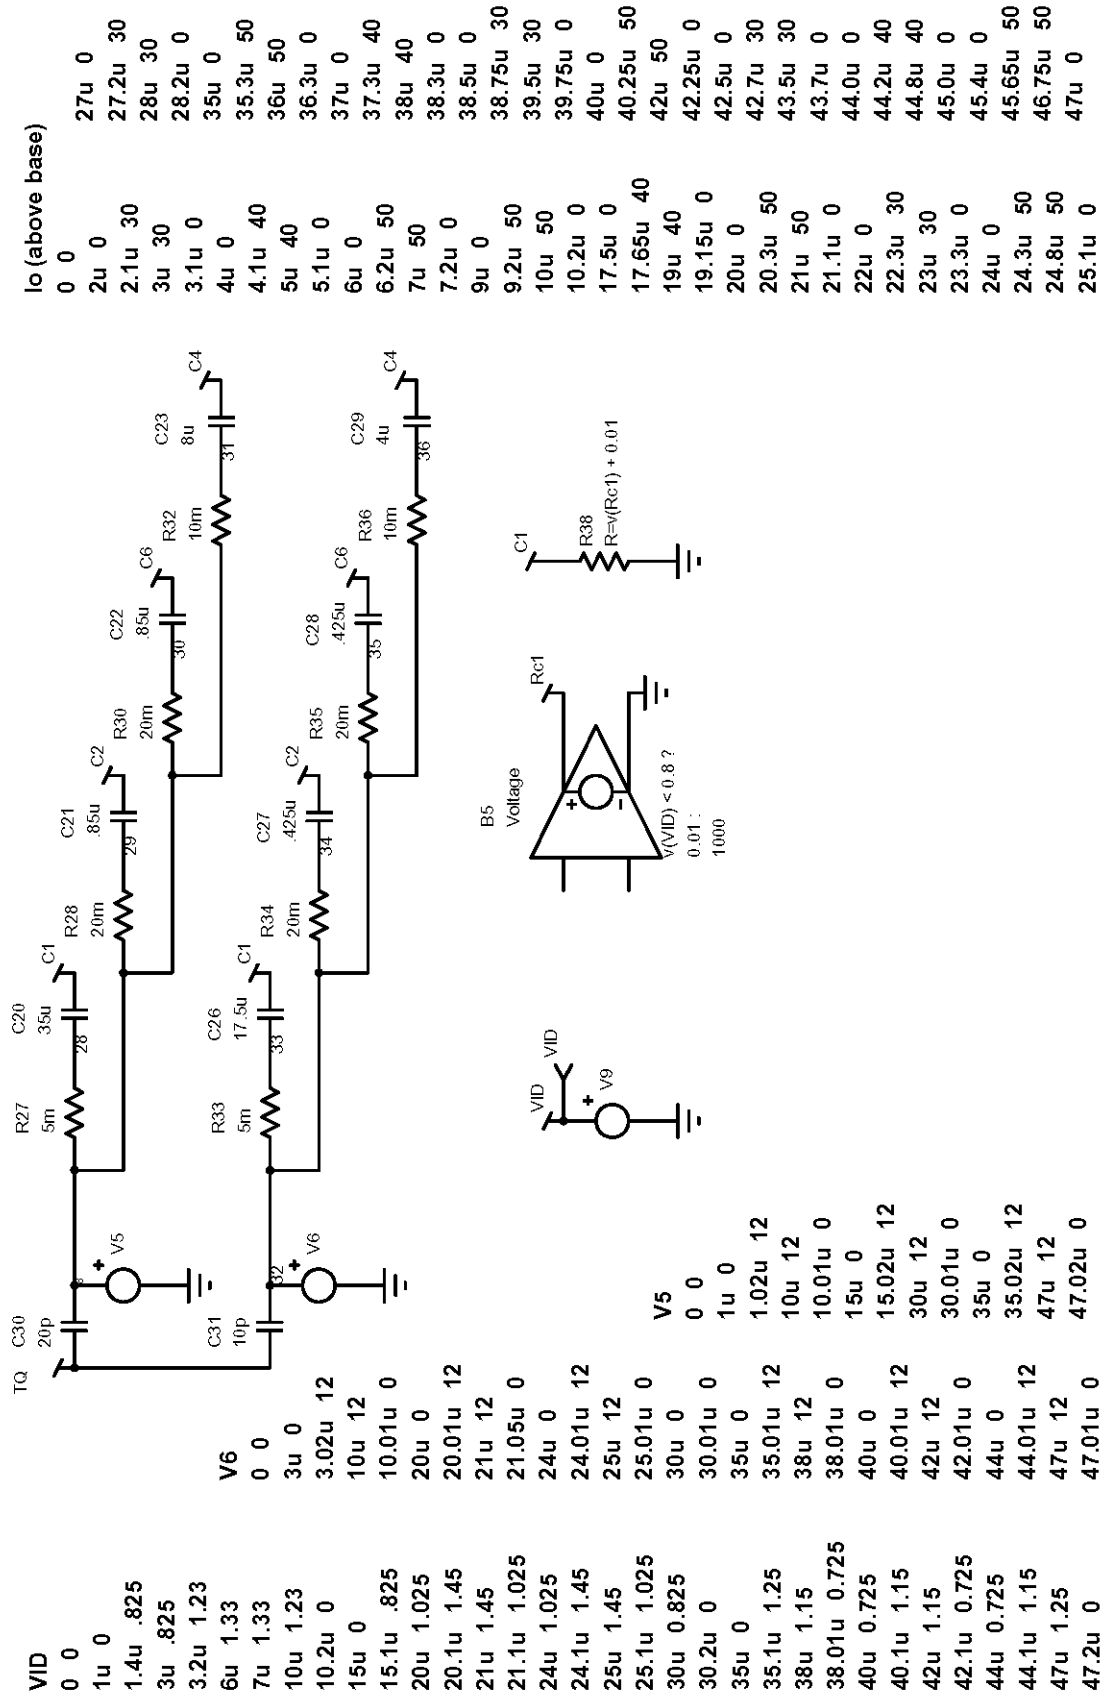 Io (above base)
0 0
2u 0
2.1u 30
3u 30
3.1u 0
4u 0
4.1u 40
5u 40
5.1u 0
6u 0
6.2u 50
7u 50
7.2u 0
9u 0
9.2u 50
10u 50
10.2u 0
17.5u 0
17.65u 40
19u 40
19.15u 0
20u 0
20.3u 50
21u 50
21.1u 0
22u 0
22.3u 30
23u 30
23.3u 0
24u 0
24.3u 50
24.8u 50
25.1u 0
27u 0
27.2u 30
28u 30
28.2u 0
35u 0
35.3u 50
36u 50
36.3u 0
37u 0
37.3u 40
38u 40
38.3u 0
38.5u 0
38.75u 30
39.5u 30
39.75u 0
40u 0
40.25u 50
42u 50
42.25u 0
42.5u 0
42.7u 30
43.5u 30
43.7u 0
44.0u 0
44.2u 40
44.8u 40
45.0u 0
45.4u 0
45.65u 50
46.75u 50
47u 0
TQ
C30
20p
V5
R27
5m
C20
35u
28
C1
R28
20m
C21
.85u
29
C2
R30
20m
C22
.85u
30
C6
R32
10m
C23
8u
31
C4
C31
10p
32
V6
R33
5m
C26
17.5u
33
C1
R34
20m
C27
.425u
34
C2
R35
20m
C28
.425u
35
C6
R36
10m
C29
4u
36
C4
VID
VID
V9
B5
Voltage
Rc1
V(VID) < 0.8 ?
0.01 :
1000
C1
R38
R=v(Rc1) + 0.01
VID
0 0
1u 0
1.4u .825
3u .825
3.2u 1.23
6u 1.33
7u 1.33
10u 1.23
10.2u 0
15u 0
15.1u .825
20u 1.025
20.1u 1.45
21u 1.45
21.1u 1.025
24u 1.025
24.1u 1.45
25u 1.45
25.1u 1.025
30u 0.825
30.2u 0
35u 0
35.1u 1.25
38u 1.15
38.01u 0.725
40u 0.725
40.1u 1.15
42u 1.15
42.1u 0.725
44u 0.725
44.1u 1.15
47u 1.25
47.2u 0
V6
0 0
3u 0
3.02u 12
10u 12
10.01u 0
20u 0
20.01u 12
21u 12
21.05u 0
24u 0
24.01u 12
25u 12
25.01u 0
30u 0
30.01u 0
35u 0
35.01u 12
38u 12
38.01u 0
40u 0
40.01u 12
42u 12
42.01u 0
44u 0
44.01u 12
47u 12
47.01u 0
V5
0 0
1u 0
1.02u 12
10u 12
10.01u 0
15u 0
15.02u 12
30u 12
30.01u 0
35u 0
35.02u 12
47u 12
47.02u 0